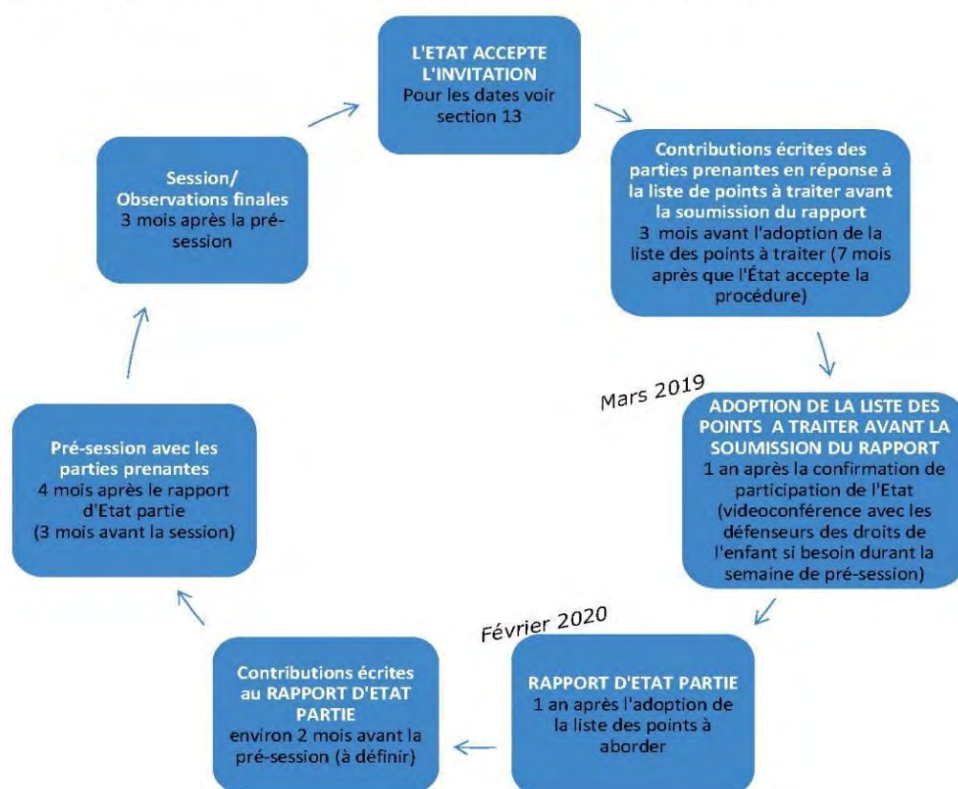 L'ETAT ACCEPTE
L'INVITATION
Pour les dates voir
section 13
Contributions écrites des
parties prenantes en réponse à
la liste de points à traiter avant
la soumission du rapport
3 mois avant l'adoption de la
liste des points à traiter (7 mois
après que l'État accepte la
procédure)
Mars 2019
ADOPTION DE LA LISTE DES
POINTS A TRAITER AVANT LA
SOUMISSION DU RAPPORT
1 an après la confirmation de
participation de l'Etat
(videoconférence avec les
défenseurs des droits de
l'enfant si besoin durant la
semaine de pré-session)
Février 2020
RAPPORT D'ETAT PARTIE
1 an après l'adoption de
la liste des points à
aborder
Contributions écrites
au RAPPORT D'ETAT
PARTIE
environ 2 mois avant la
pré-session (à définir)
Pré-session avec les
parties prenantes
4 mois après le rapport
d'Etat partie
(3 mois avant la session)
Session/
Observations finales
3 mois après la pré-
session